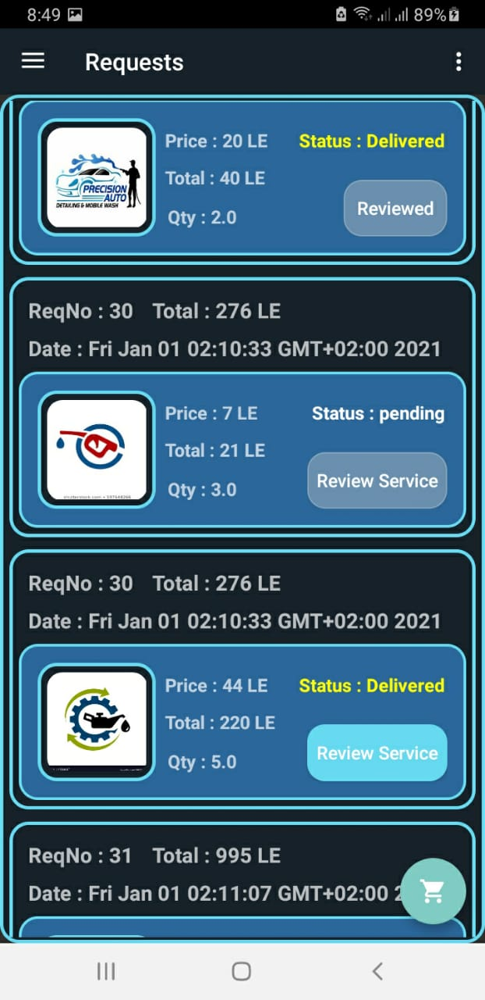 8:49 89%
Requests
Price : 20 LE Status : Delivered
PRECISION
AUTO
DETAILING & MOBILE WASH
Total : 40 LE
Qty : 2.0 Reviewed
ReqNo : 30 Total : 276 LE
Date : Fri Jan 01 02:10:33 GMT+02:00 2021
Price : 7 LE Status : pending
Total : 21 LE
Qty : 3.0 Review Service
shutterstock.com • 597648266
ReqNo : 30 Total : 276 LE
Date : Fri Jan 01 02:10:33 GMT+02:00 2021
Price : 44 LE Status : Delivered
Total : 220 LE
Qty : 5.0 Review Service
ReqNo : 31 Total : 995 LE
Date : Fri Jan 01 02:11:07 GMT+02:00 2